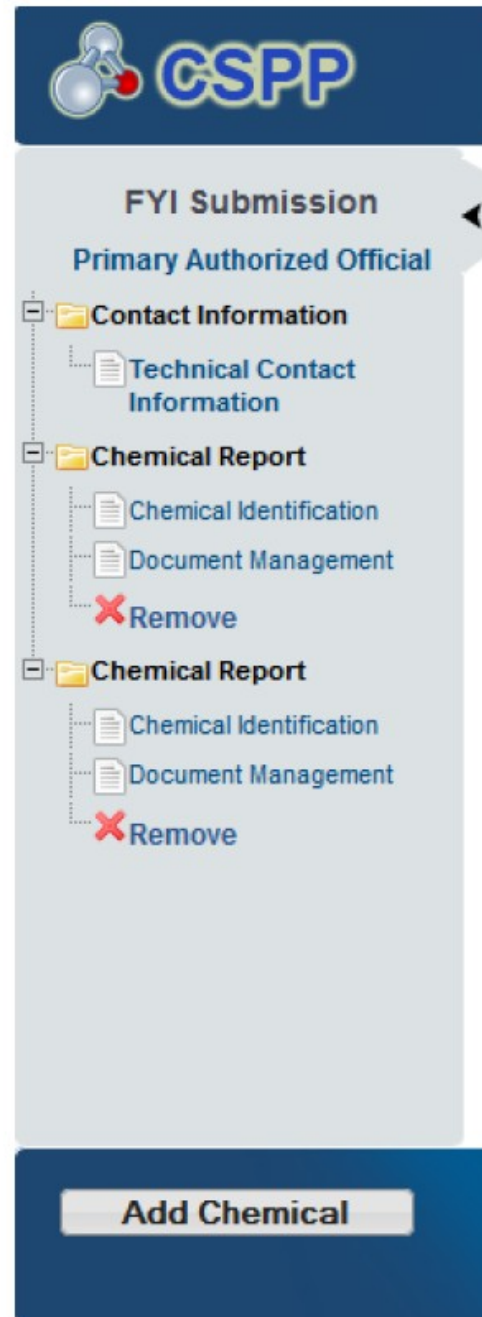 CSPP
FYI Submission
Primary Authorized Official
Contact Information
Technical Contact
Information
Chemical Report
Chemical Identification
Document Management
Remove
Chemical Report
Chemical Identification
Document Management
Remove
Add Chemical